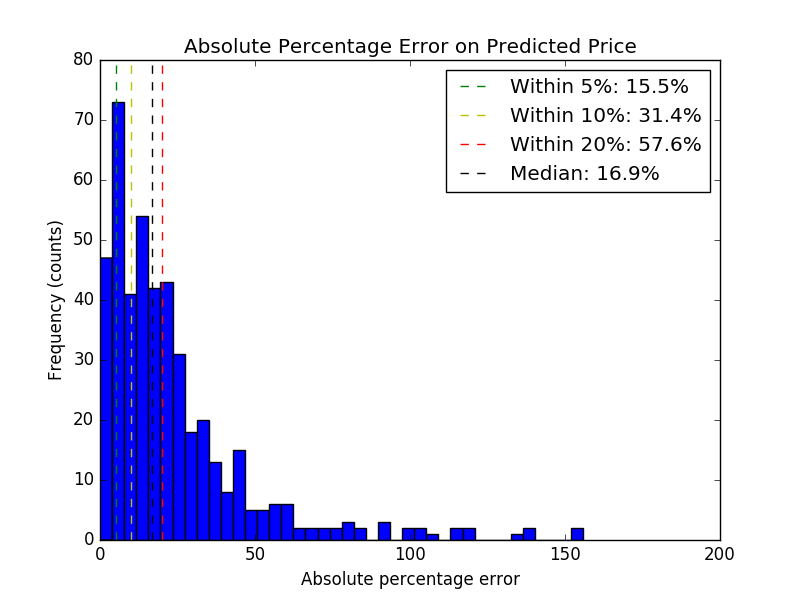 Absolute Percentage Error on Predicted Price
Within 5%: 15.5%
Within 10%: 31.4%
Within 20%: 57.6%
Median: 16.9%
80
70
60
50
40
30
20
10
0
Frequency (counts)
0 50 100 150 200
Absolute percentage error